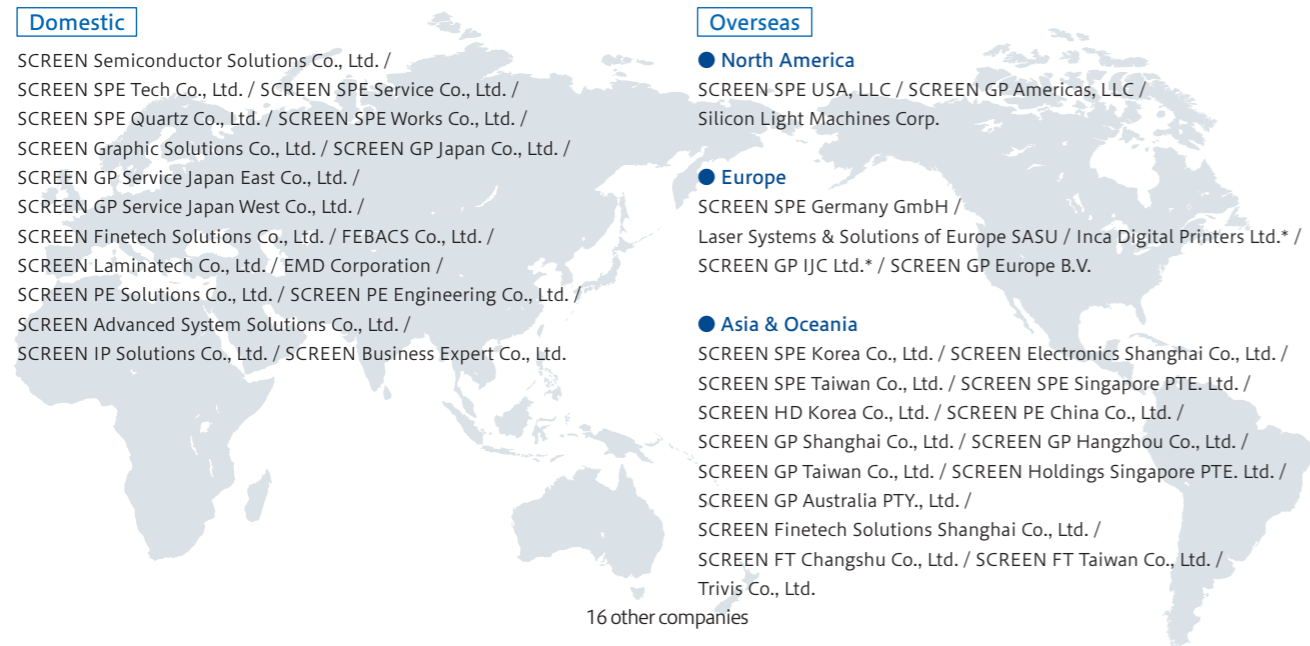 Domestic
SCREEN Semiconductor Solutions Co., Ltd. /
SCREEN SPE Tech Co., Ltd. / SCREEN SPE Service Co., Ltd. /
SCREEN SPE Quartz Co., Ltd. / SCREEN SPE Works Co., Ltd. /
SCREEN Graphic Solutions Co., Ltd. / SCREEN GP Japan Co., Ltd. /
SCREEN GP Service Japan East Co., Ltd. /
SCREEN GP Service Japan West Co., Ltd. /
SCREEN Finetech Solutions Co., Ltd. / FEBACS Co., Ltd. /
SCREEN Laminatech Co., Ltd. / EMD Corporation /
SCREEN PE Solutions Co., Ltd. / SCREEN PE Engineering Co., Ltd. /
SCREEN Advanced System Solutions Co., Ltd. /
SCREEN IP Solutions Co., Ltd. / SCREEN Business Expert Co., Ltd.
Overseas
● North America
SCREEN SPE USA, LLC / SCREEN GP Americas, LLC /
Silicon Light Machines Corp.
● Europe
SCREEN SPE Germany GmbH /
Laser Systems & Solutions of Europe SASU / Inca Digital Printers Ltd.* /
SCREEN GP IJC Ltd.* / SCREEN GP Europe B.V.
● Asia & Oceania
SCREEN SPE Korea Co., Ltd. / SCREEN Electronics Shanghai Co., Ltd. /
SCREEN SPE Taiwan Co., Ltd. / SCREEN SPE Singapore PTE. Ltd. /
SCREEN HD Korea Co., Ltd. / SCREEN PE China Co., Ltd. /
SCREEN GP Shanghai Co., Ltd. / SCREEN GP Hangzhou Co., Ltd. /
SCREEN GP Taiwan Co., Ltd. / SCREEN Holdings Singapore PTE. Ltd. /
SCREEN GP Australia PTY., Ltd. /
SCREEN Finetech Solutions Shanghai Co., Ltd. /
SCREEN FT Changshu Co., Ltd. / SCREEN FT Taiwan Co., Ltd. /
Trivis Co., Ltd.
16 other companies